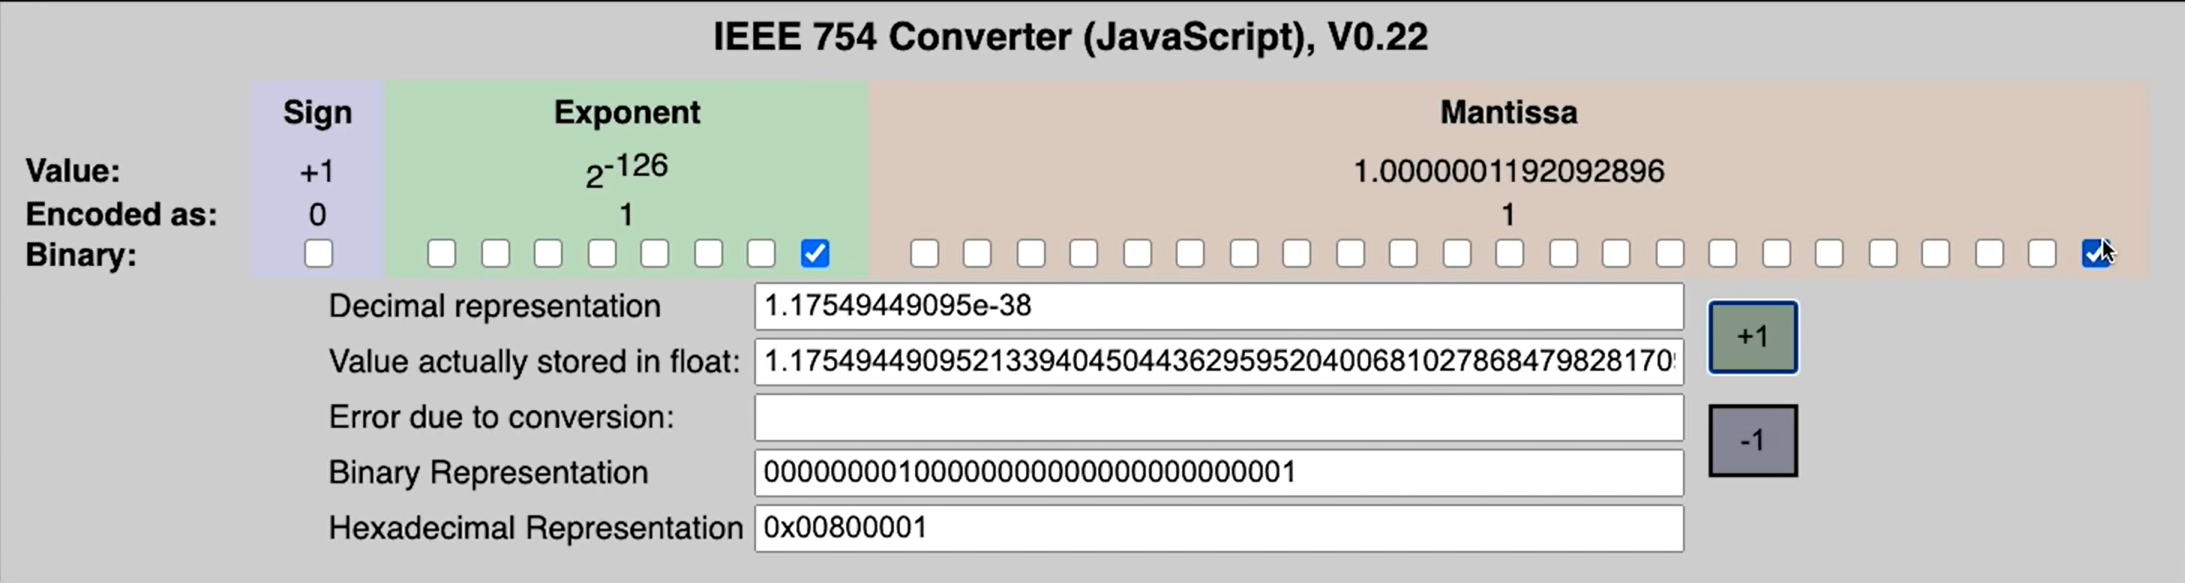 IEEE 754 Converter (JavaScript), V0.22
Sign Exponent Mantissa
Value: +1 2-126 1.0000001192092896
Encoded as: 0 1 1
Binary:
Decimal representation 1.17549449095e-38 +1
Value actually stored in float: 1.175494490952133940450443629595204006810278684798281709
Error due to conversion:
-1
Binary Representation 00000000100000000000000000000001
Hexadecimal Representation 0x00800001